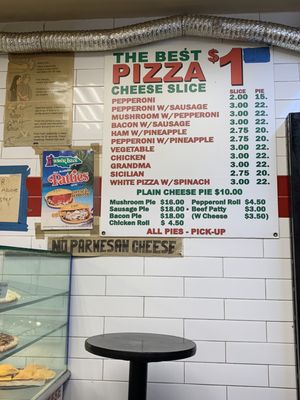 THE BEST
PIZZA $1
CHEESE SLICE
SLICE PIE
PEPPERONI 2.00 15.
PEPPERONI W/SAUSAGE 3.00 22.
MUSHROOM W/PEPPERONI 3.00 22.
BACON W/SAUSAGE 3.00 22.
HAM W/PINEAPPLE 2.75 20.
PEPPERONI W/PINEAPPLE 2.75 20.
VEGETABLE 3.00 22.
CHICKEN 3.00 22.
GRANDMA 3.00 22.
SICILIAN 2.75 22.
WHITE PIZZA W/SPINACH 3.00 22.
PLAIN CHEESE PIE $10.00
Mushroom Pie $16.00 Pepperoni Roll $4.50
Sausage Pie $18.00 Beef Patty $3.00
Bacon Pie $18.00 (W Cheese $3.50)
Chicken Roll $ 4.50
ALL PIES - PICK-UP
Patties
NO PARMESAN CHEESE